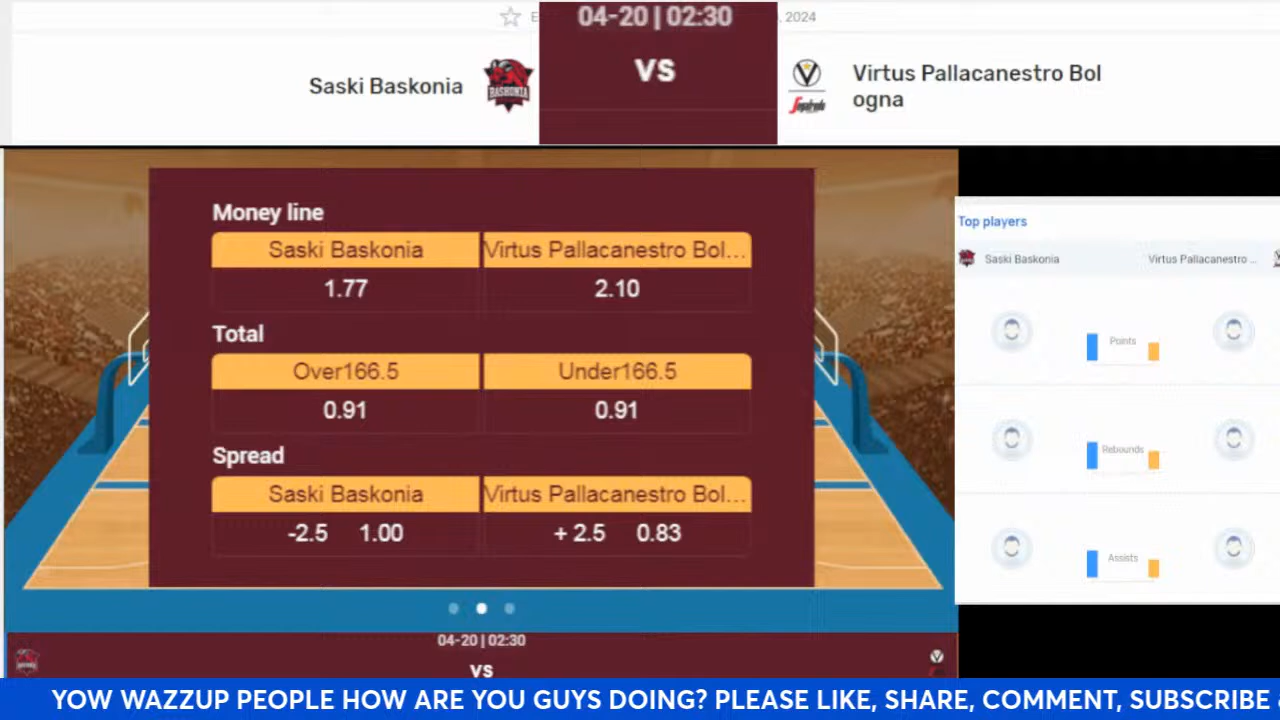 04-20 | 02:30
, 2024
Saski Baskonia
BASKONIA
VS
Virtus Pallacanestro Bol
ogna
Segafredo
Money line
Saski Baskonia
Virtus Pallacanestro Bol...
1.77
2.10
Total
Over166.5
Under166.5
0.91
0.91
Spread
Saski Baskonia
Virtus Pallacanestro Bol...
-2.5 1.00
+ 2.5 0.83
Top players
Saski Baskonia
Virtus Pallacanestro ...
Points
Rebounds
Assists
04-20 | 02:30
VS
YOW WAZZUP PEOPLE HOW ARE YOU GUYS DOING? PLEASE LIKE, SHARE, COMMENT, SUBSCRIBE